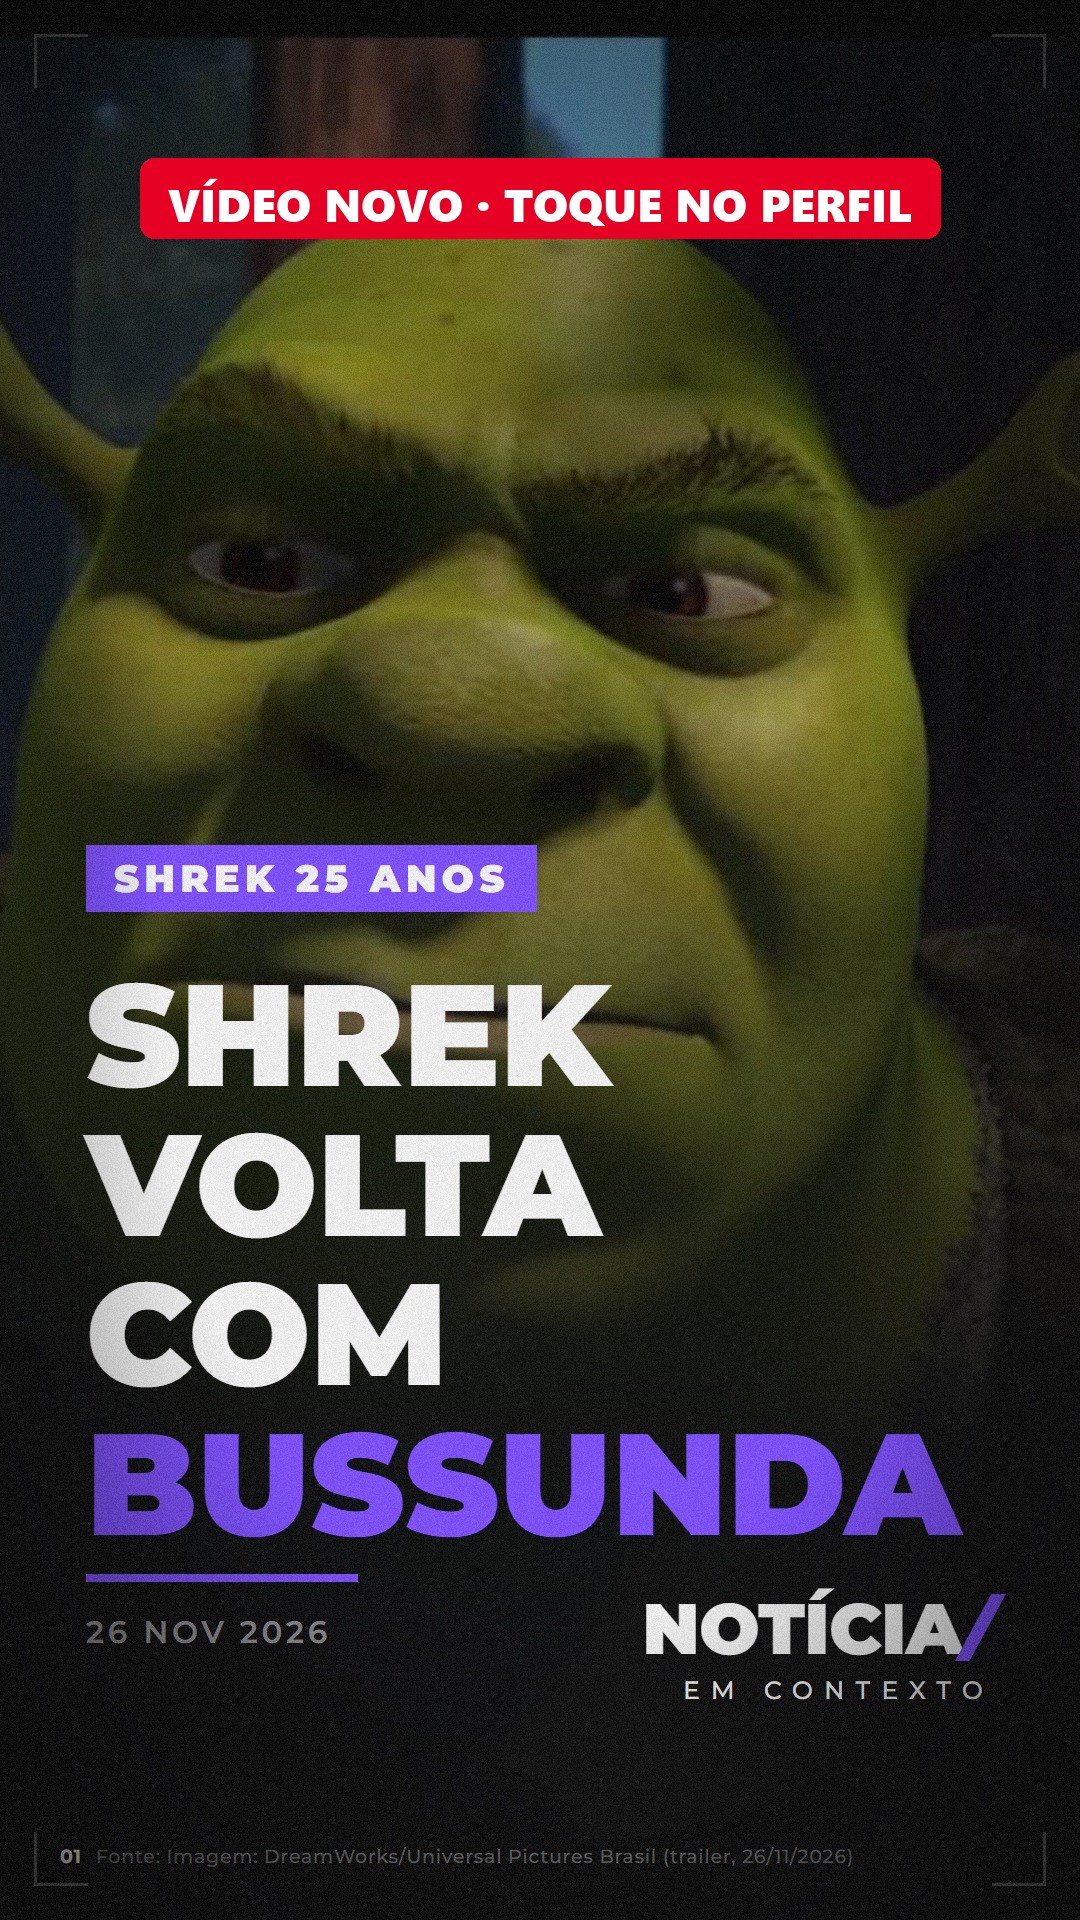 VÍDEO NOVO · TOQUE NO PERFIL
SHREK 25 ANOS
SHREK
VOLTA
COM
BUSSUNDA
26 NOV 2026
NOTÍCIA/
EM CONTEXTO
01 Fonte: Imagem: DreamWorks/Universal Pictures Brasil (trailer, 26/11/2026)